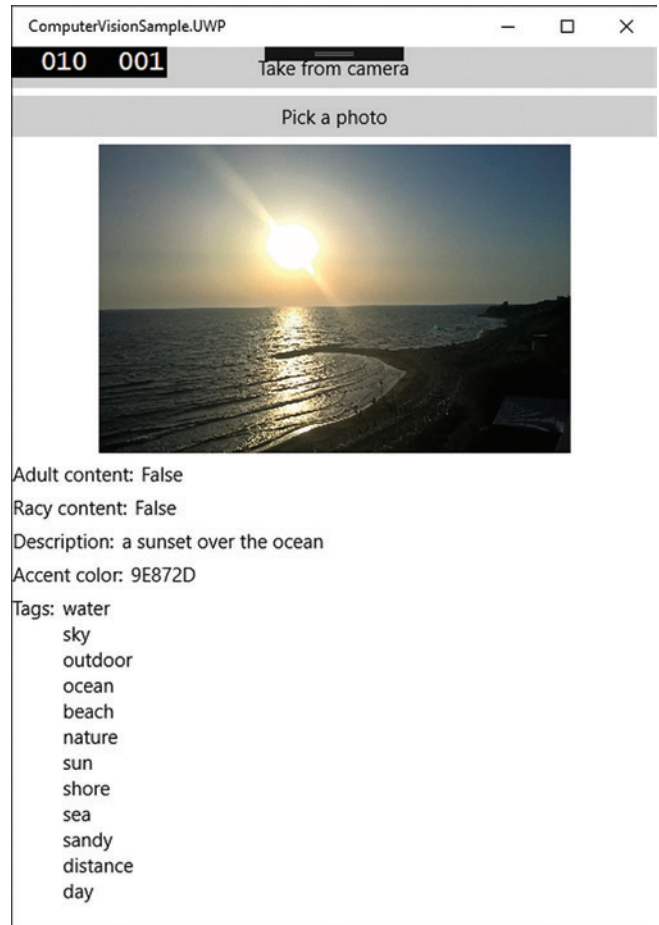 ComputerVisionSample.UWP
010 001
Take from camera
Pick a photo
Adult content: False
Racy content: False
Description: a sunset over the ocean
Accent color: 9E872D
Tags: water
sky
outdoor
ocean
beach
nature
sun
shore
sea
sandy
distance
day